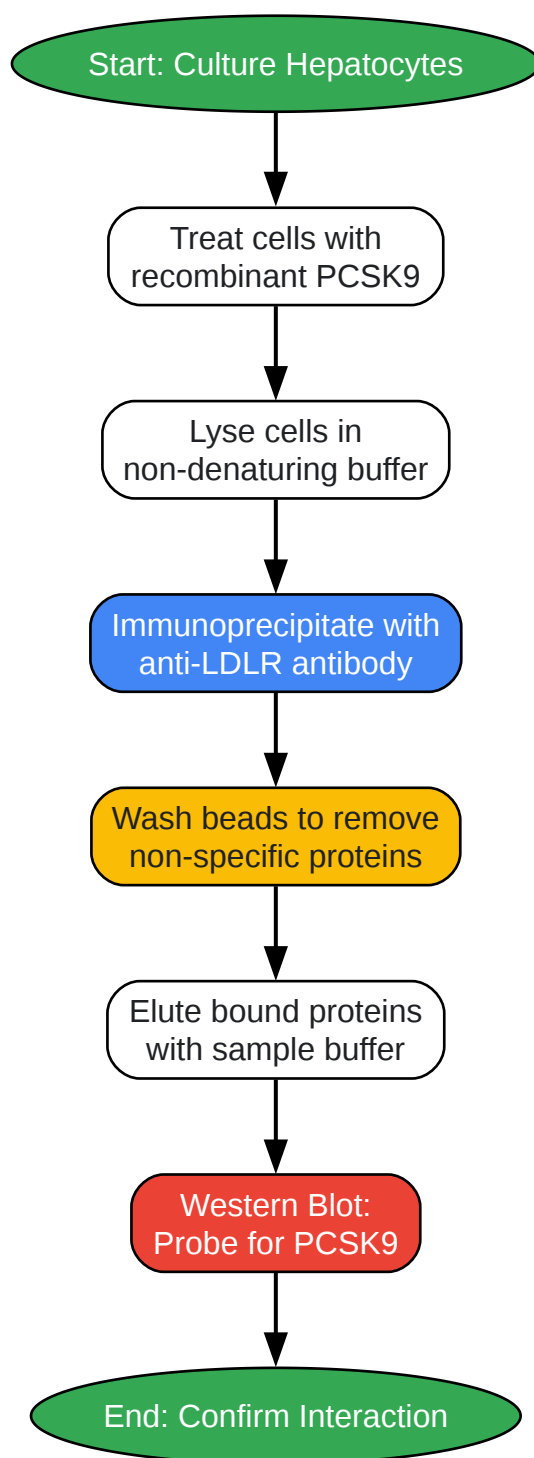 Start: Culture Hepatocytes
Treat cells with
recombinant PCSK9
Lyse cells in
non-denaturing buffer
Immunoprecipitate with
anti-LDLR antibody
Wash beads to remove
non-specific proteins
Elute bound proteins
with sample buffer
Western Blot:
Probe for PCSK9
End: Confirm Interaction